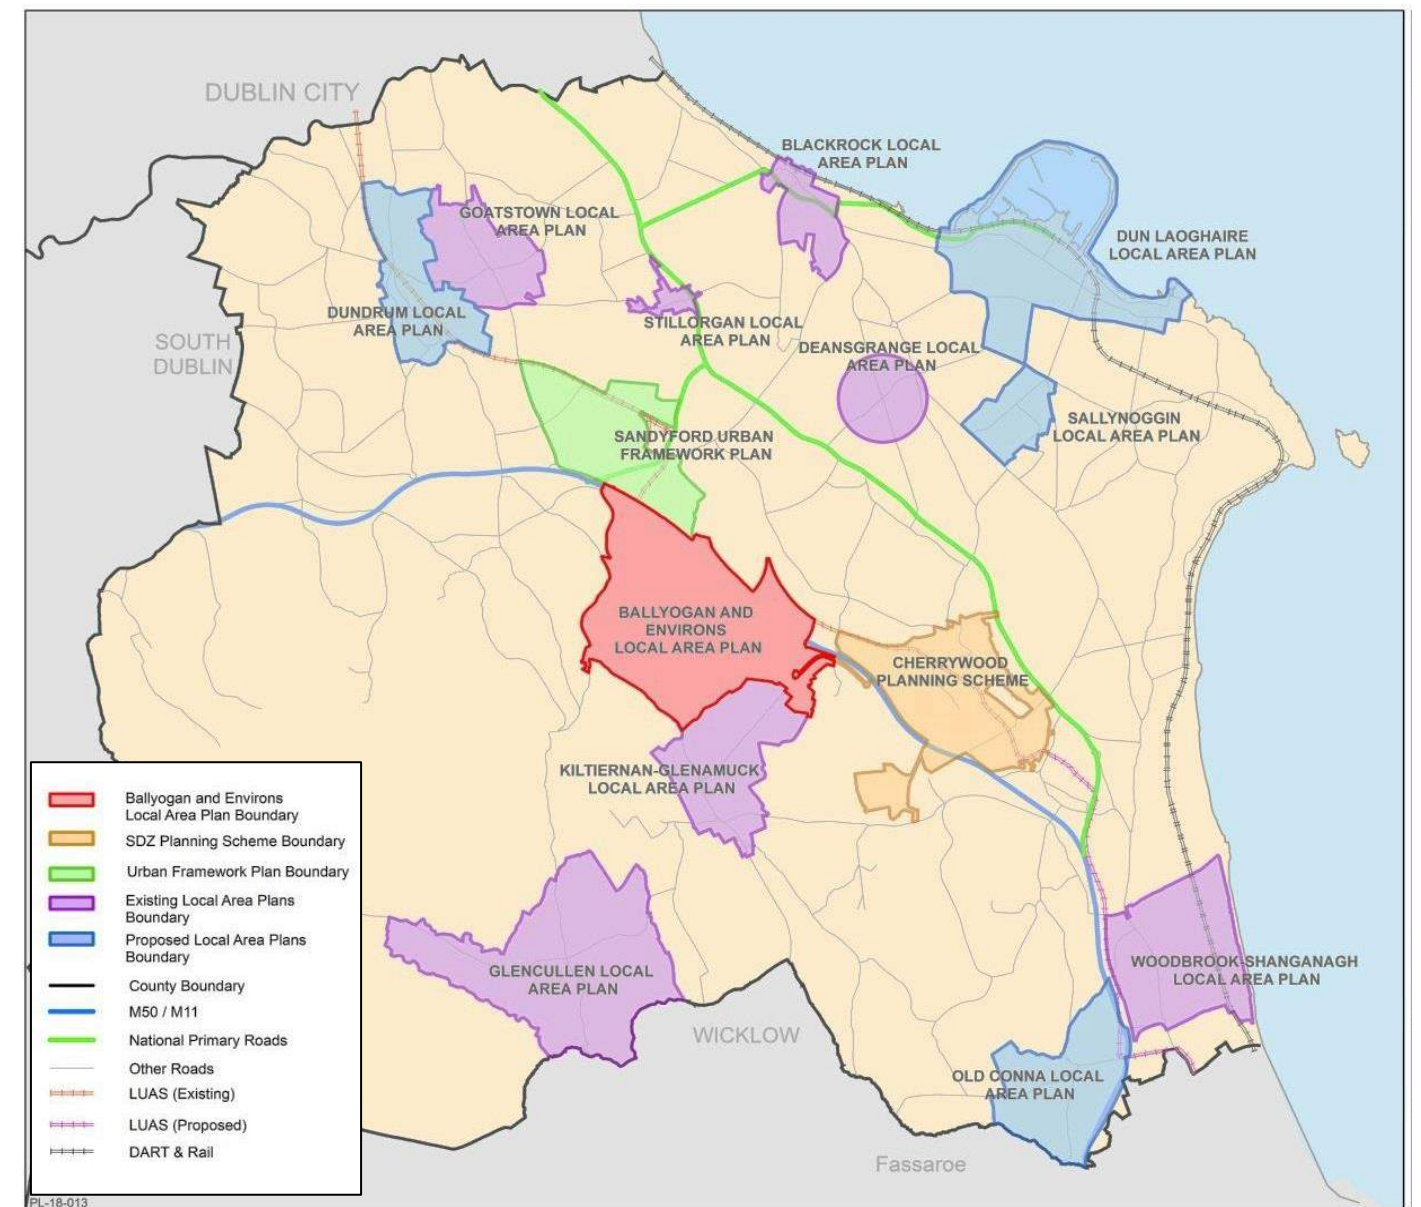 DUBLIN CITY
BLACKROCK LOCAL
AREA PLAN
GOATSTOWN LOCAL
AREA PLAN
DUN LAOGHAIRE
LOCAL AREA PLAN
DUNDRUM LOCAL
AREA PLAN
SOUTH
DUBLIN
STILLORGAN LOCAL
AREA PLAN
DEANSGRANGE LOCAL
AREA PLAN
SALLYNOGGIN
LOCAL AREA PLAN
SANDYFORD URBAN
FRAMEWORK PLAN
BALLYOGAN AND
ENVIRONS
LOCAL AREA PLAN
CHERRYWOOD
PLANNING SCHEME
KILTIERNAN-GLENAMUCK
LOCAL AREA PLAN
GLENCULLEN LOCAL
AREA PLAN
WOODBROOK-SHANGANAGH
LOCAL AREA PLAN
WICKLOW
OLD CONNA LOCAL
AREA PLAN
Fassaroe
Ballyogan and Environs
Local Area Plan Boundary
SDZ Planning Scheme Boundary
Urban Framework Plan Boundary
Existing Local Area Plans
Boundary
Proposed Local Area Plans
Boundary
County Boundary
M50 / M11
National Primary Roads
Other Roads
LUAS (Existing)
LUAS (Proposed)
DART & Rail
PL-18-013